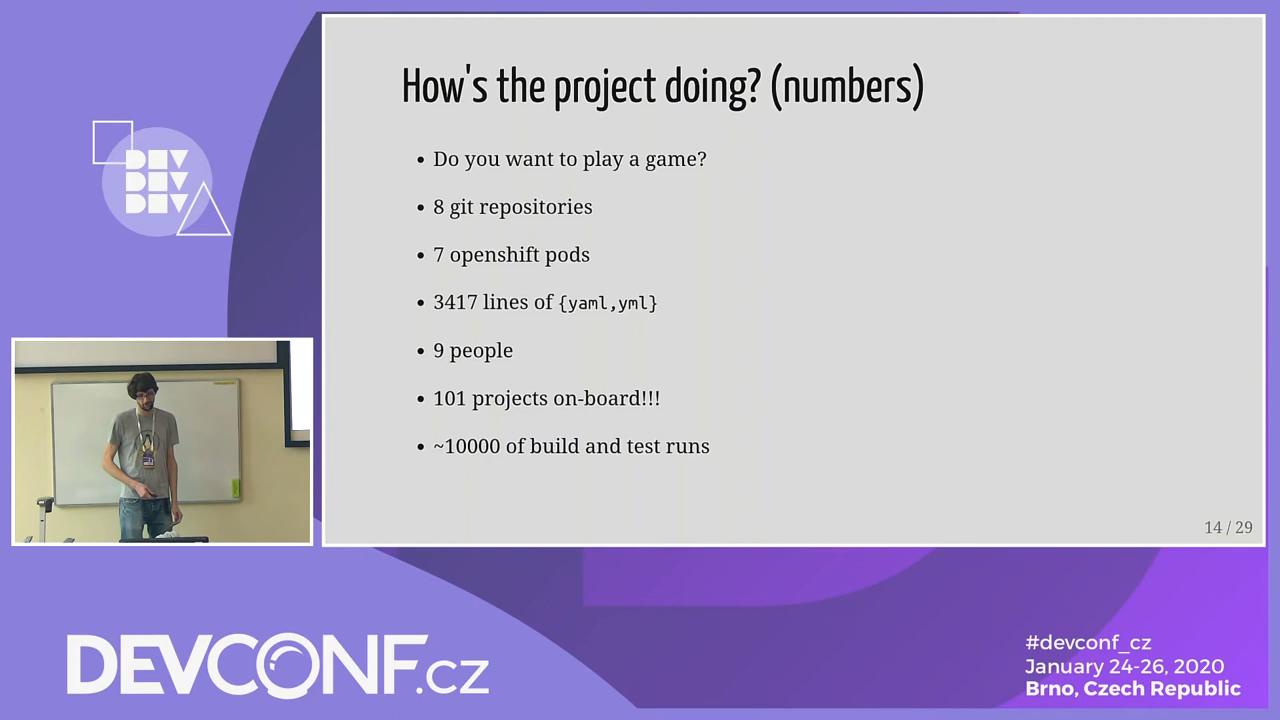 How's the project doing? (numbers)
Do you want to play a game?
8 git repositories
7 openshift pods
3417 lines of {yaml,yml}
9 people
101 projects on-board!!!
~10000 of build and test runs
14 / 29
DEV
DEV
DEV
DEVCONF.cz
#devconf_cz
January 24-26, 2020
Brno, Czech Republic